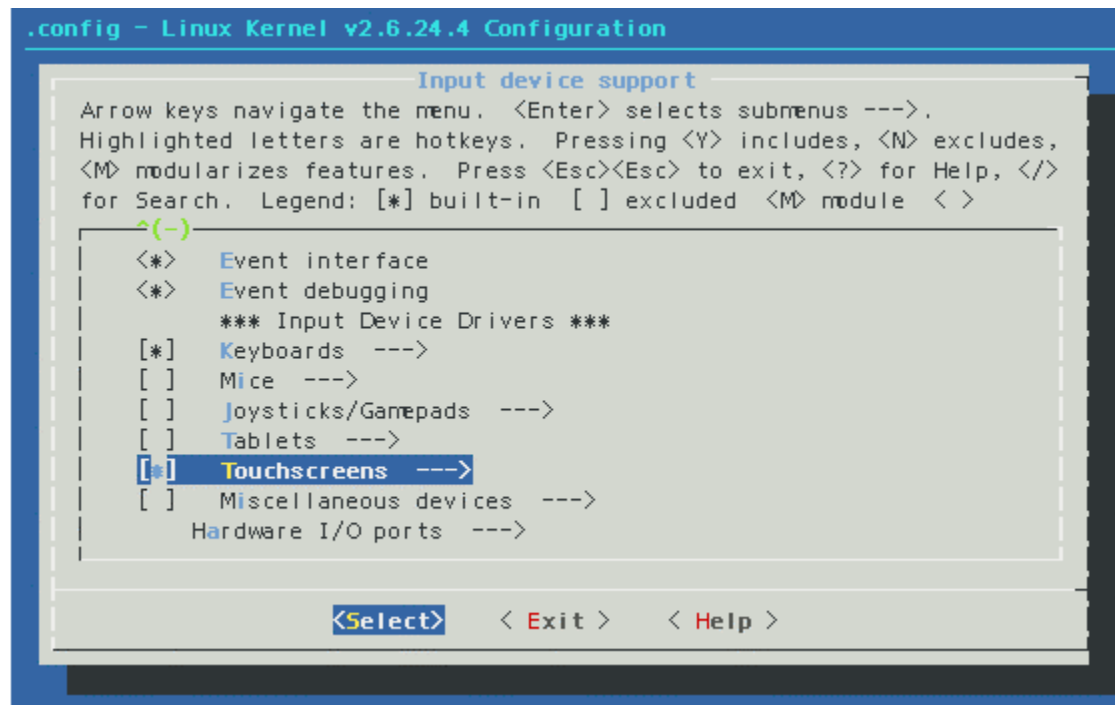 .config - Linux Kernel v2.6.24.4 Configuration
Input device support
Arrow keys navigate the menu.  <Enter> selects submenus --->.
Highlighted letters are hotkeys.  Pressing <Y> includes, <N> excludes,
<M> modularizes features.  Press <Esc><Esc> to exit, <?> for Help, </>
for Search.  Legend: [*] built-in  [ ] excluded  <M> module  < >
^(-)
<*>   Event interface
<*>   Event debugging
*** Input Device Drivers ***
[*]   Keyboards  --->
[ ]   Mice  --->
[ ]   Joysticks/Gamepads  --->
[ ]   Tablets  --->
[*]   Touchscreens  --->
[ ]   Miscellaneous devices  --->
Hardware I/O ports  --->
<Select>    < Exit >    < Help >